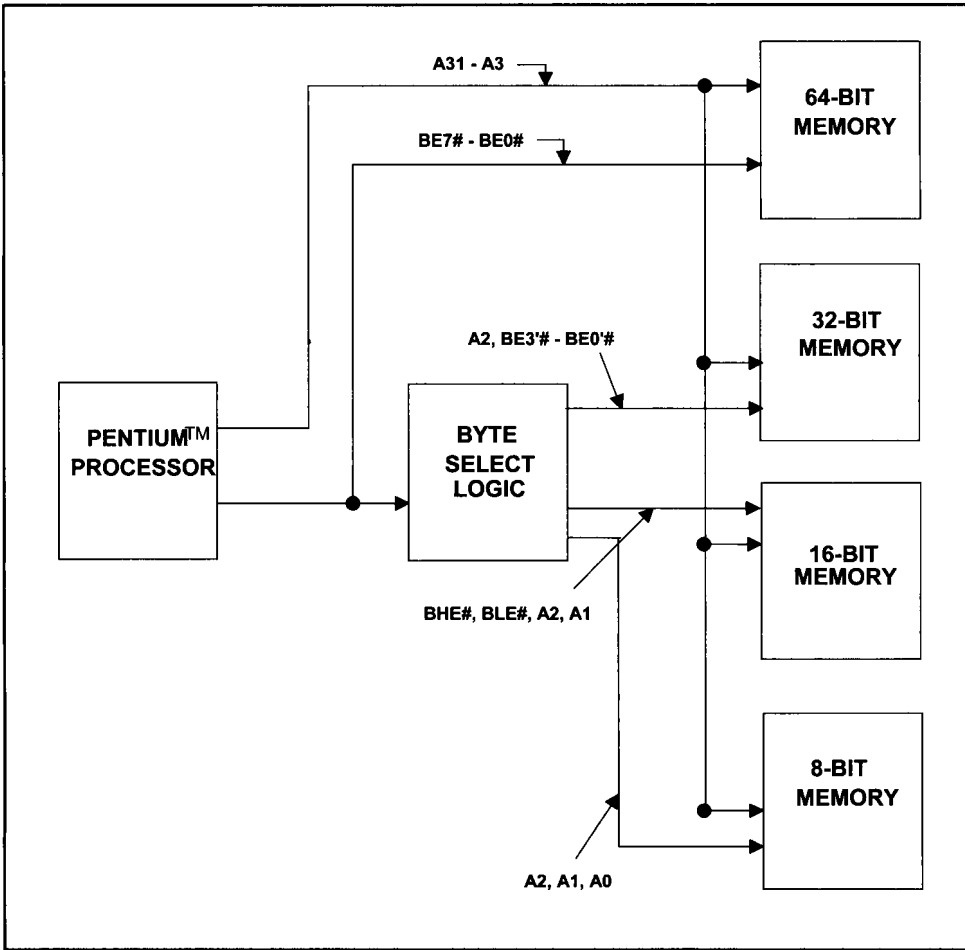 A31 - A3
64-BIT
MEMORY
BE7# - BE0#
32-BIT
MEMORY
A2, BE3'# - BE0'#
PENTIUM™
PROCESSOR
BYTE
SELECT
LOGIC
16-BIT
MEMORY
BHE#, BLE#, A2, A1
8-BIT
MEMORY
A2, A1, A0